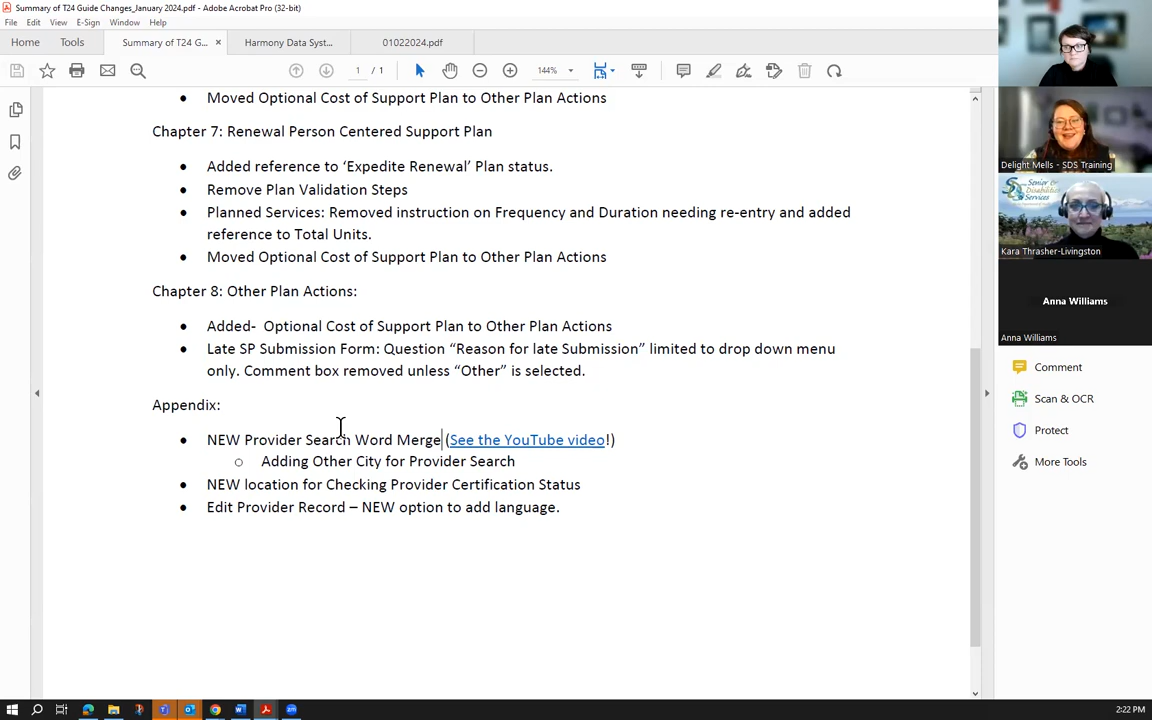 Summary of T24 Guide Changes_January 2024.pdf - Adobe Acrobat Pro (32-bit)
File Edit View E-Sign Window Help
Home Tools Summary of T24 G... × Harmony Data Syst... 01022024.pdf
1 / 1 144%
• Moved Optional Cost of Support Plan to Other Plan Actions
Chapter 7: Renewal Person Centered Support Plan
• Added reference to ‘Expedite Renewal’ Plan status.
• Remove Plan Validation Steps
• Planned Services: Removed instruction on Frequency and Duration needing re-entry and added
reference to Total Units.
• Moved Optional Cost of Support Plan to Other Plan Actions
Chapter 8: Other Plan Actions:
• Added- Optional Cost of Support Plan to Other Plan Actions
• Late SP Submission Form: Question “Reason for late Submission” limited to drop down menu
only. Comment box removed unless “Other” is selected.
Appendix:
• NEW Provider Search Word Merge (See the YouTube video!)
o Adding Other City for Provider Search
• NEW location for Checking Provider Certification Status
• Edit Provider Record – NEW option to add language.
Delight Mells - SDS Training
Senior & Disabilities Services
Kara Thrasher-Livingston
Anna Williams
Anna Williams
Comment
Scan & OCR
Protect
More Tools
2:22 PM